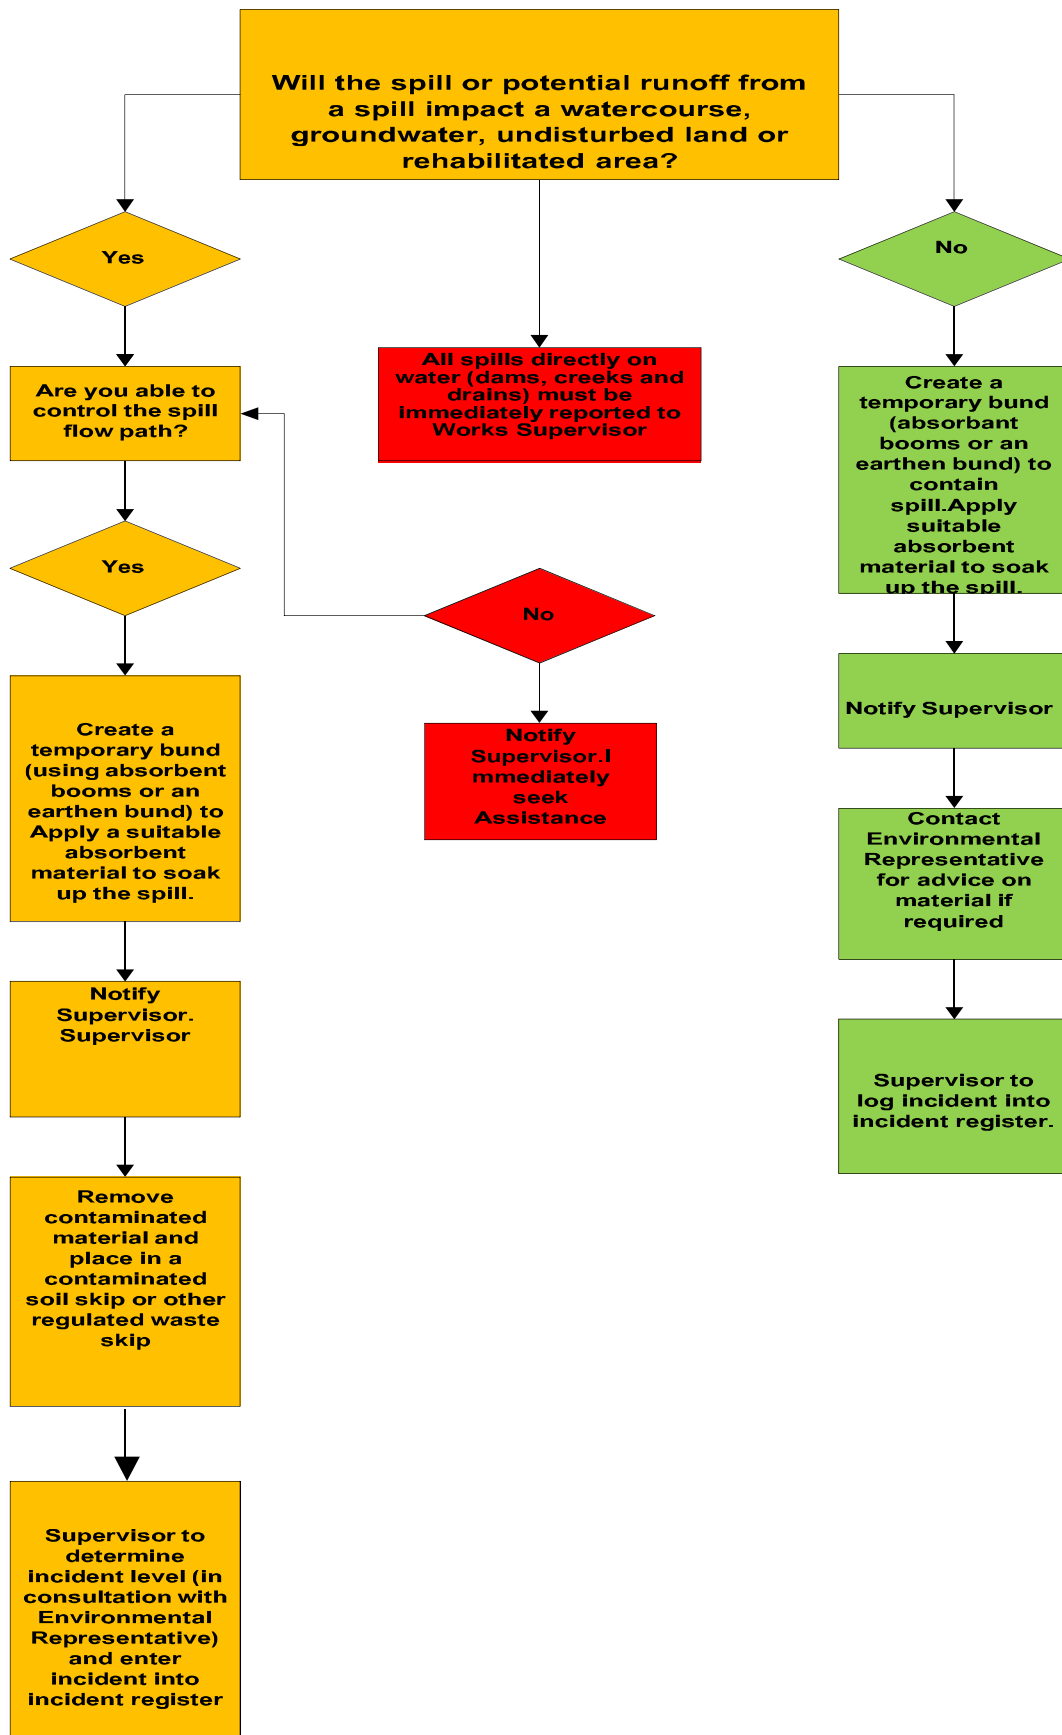 Will the spill or potential runoff from
a spill impact a watercourse,
groundwater, undisturbed land or
rehabilitated area?
Yes
No
All spills directly on
water (dams, creeks and
drains) must be
immediately reported to
Works Supervisor
Are you able to
control the spill
flow path?
Create a
temporary bund
(absorbant
booms or an
earthen bund) to
contain
spill.Apply
suitable
absorbent
material to soak
up the spill.
Yes
No
Notify Supervisor
Create a
temporary bund
(using absorbent
booms or an
earthen bund) to
Apply a suitable
absorbent
material to soak
up the spill.
Notify
Supervisor.I
mmediately
seek
Assistance
Contact
Environmental
Representative
for advice on
material if
required
Notify
Supervisor.
Supervisor
Supervisor to
log incident into
incident register.
Remove
contaminated
material and
place in a
contaminated
soil skip or other
regulated waste
skip
Supervisor to
determine
incident level (in
consultation with
Environmental
Representative)
and enter
incident into
incident register